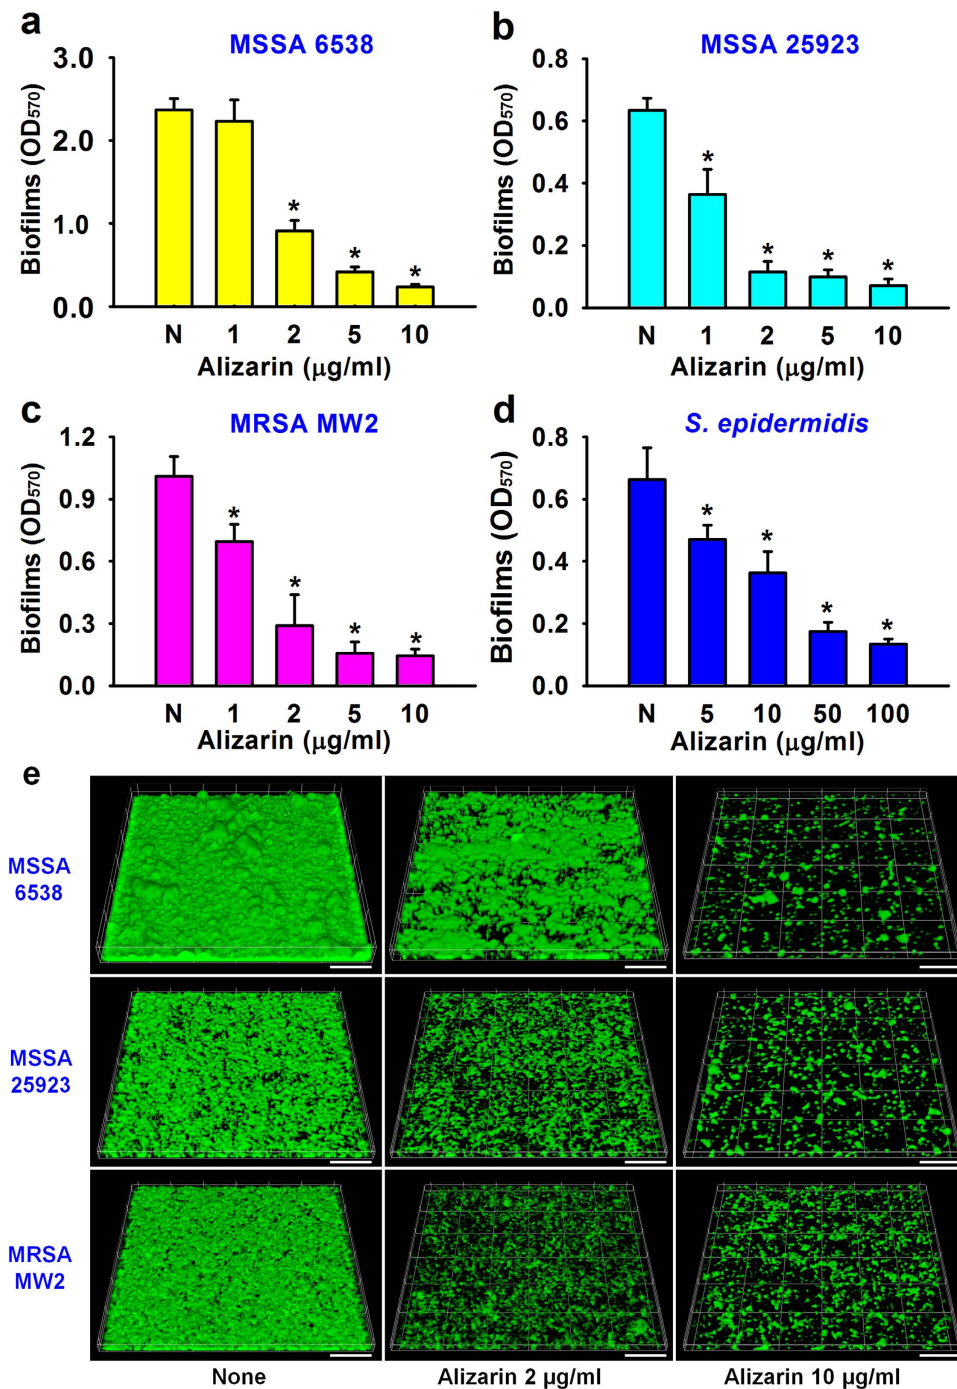 a
MSSA 6538
Biofilms (OD570)
3.0
2.0
1.0
0.0
*
*
*
N 1 2 5 10
Alizarin (µg/ml)
b
MSSA 25923
Biofilms (OD570)
0.8
0.6
0.4
0.2
0.0
*
*
*
*
N 1 2 5 10
Alizarin (µg/ml)
c
MRSA MW2
Biofilms (OD570)
1.2
0.9
0.6
0.3
0.0
*
*
*
*
N 1 2 5 10
Alizarin (µg/ml)
d
S. epidermidis
Biofilms (OD570)
0.8
0.6
0.4
0.2
0.0
*
*
*
*
N 5 10 50 100
Alizarin (µg/ml)
e
MSSA
6538
MSSA
25923
MRSA
MW2
None
Alizarin 2 µg/ml
Alizarin 10 µg/ml